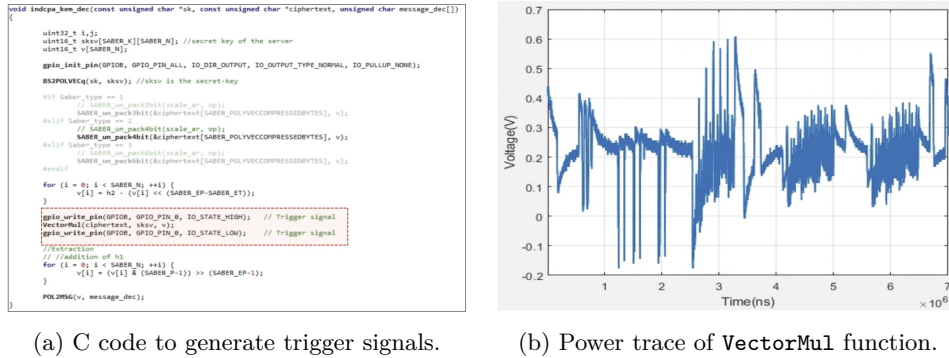 void indcpa_kem_dec(const unsigned char *sk, const unsigned char *ciphertext, unsigned char message_dec[])
{
uint32_t i,j;
uint16_t sksv[SABER_K][SABER_N]; //secret key of the server
uint16_t v[SABER_N];
gpio_init_pin(GPIOB, GPIO_PIN_ALL, IO_DIR_OUTPUT, IO_OUTPUT_TYPE_NORMAL, IO_PULLUP_NONE);
BS2POLVECq(sk, sksv); //sksv is the secret-key
#if Saber_type == 1
// SABER_un_pack3bit(scale_ar, op);
SABER_un_pack3bit(&ciphertext[SABER_POLYVECCOMPRESSEDBYTES], v);
#elif Saber_type == 2
// SABER_un_pack4bit(scale_ar, op);
SABER_un_pack4bit(&ciphertext[SABER_POLYVECCOMPRESSEDBYTES], v);
#elif Saber_type == 3
// SABER_un_pack6bit(scale_ar, op);
SABER_un_pack6bit(&ciphertext[SABER_POLYVECCOMPRESSEDBYTES], v);
#endif
for (i = 0; i < SABER_N; ++i) {
v[i] = h2 - (v[i] << (SABER_EP-SABER_ET));
}
gpio_write_pin(GPIOB, GPIO_PIN_0, IO_STATE_HIGH); // Trigger signal
VectorMul(ciphertext, sksv, v);
gpio_write_pin(GPIOB, GPIO_PIN_0, IO_STATE_LOW); // Trigger signal
//Extraction
// //addition of h1
for (i = 0; i < SABER_N; ++i) {
v[i] = (v[i] & (SABER_P-1)) >> (SABER_EP-1);
}
POL2MSG(v, message_dec);
}
(a) C code to generate trigger signals.
0.7
0.6
0.5
0.4
0.3
0.2
0.1
0
-0.1
-0.2
Voltage(V)
1 2 3 4 5 6 7
Time(ns)
×10⁶
(b) Power trace of VectorMul function.